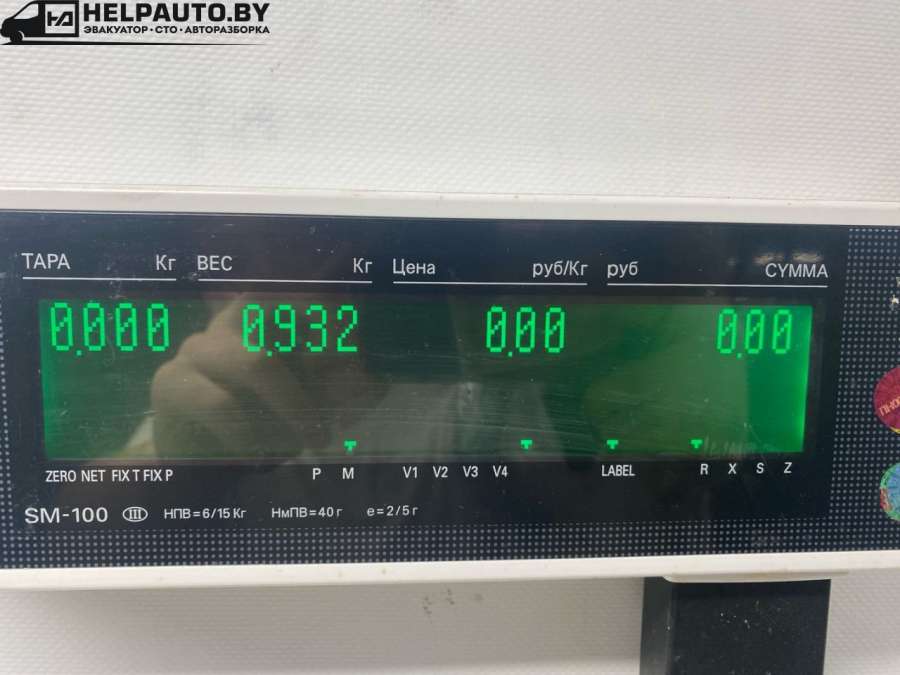 HELPAUTO.BY
ЭВАКУАТОР·СТО·АВТОРАЗБОРКА
ТАРА Кг ВЕС Кг Цена руб/Кг руб СУММА
0.000 0.932 0.00 0.00
ZERO NET FIX T FIX P P M V1 V2 V3 V4 LABEL R X S Z
SM-100 III НПВ=6/15 Кг НмПВ=40 г e=2/5 г